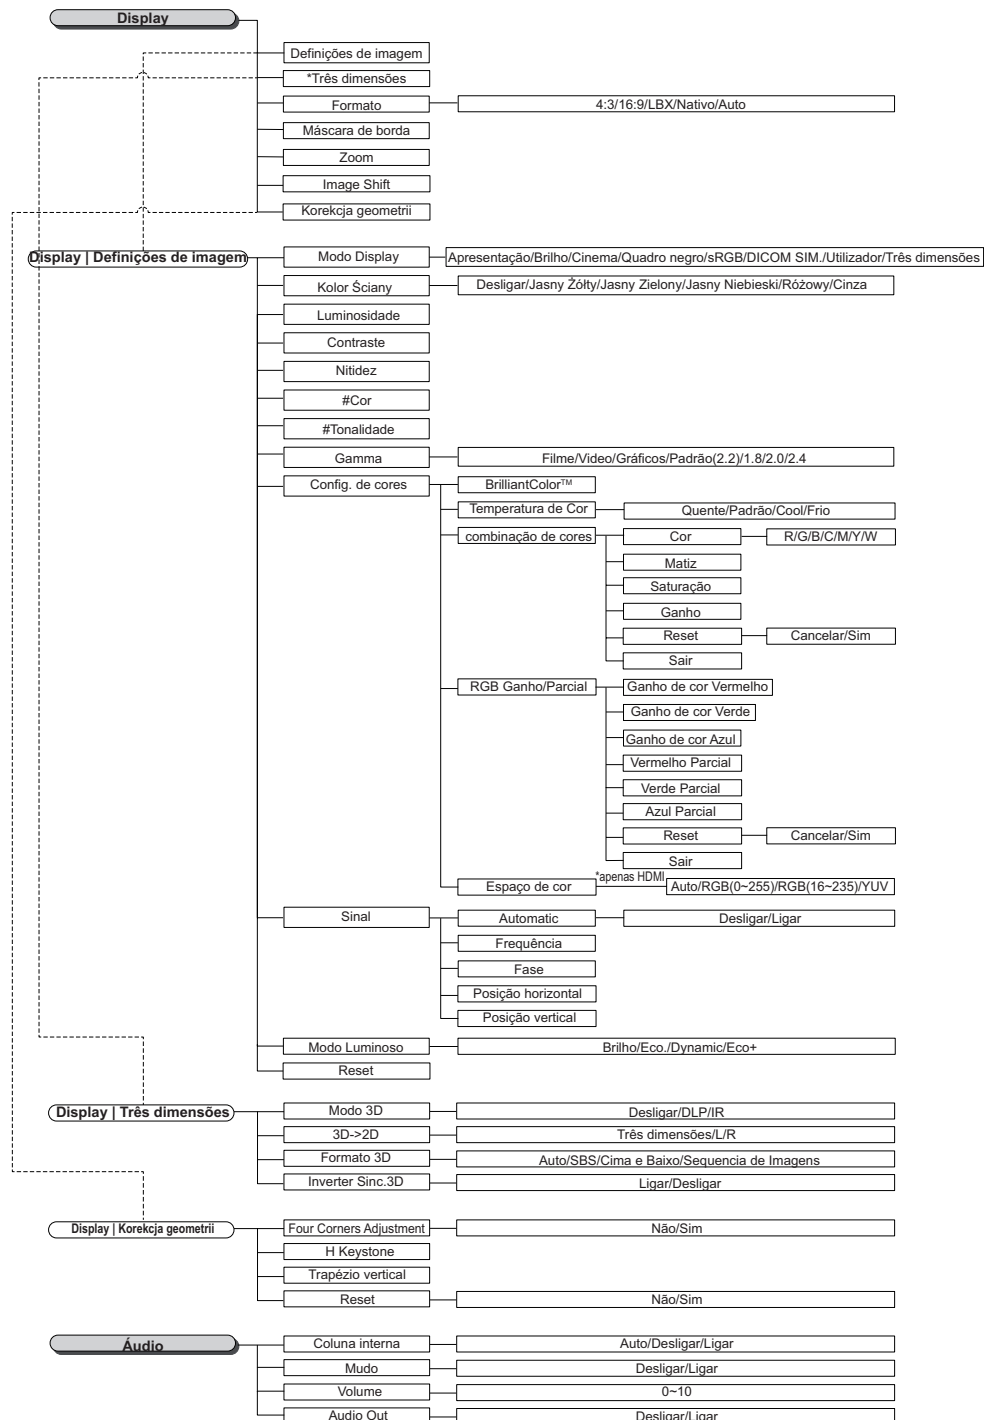 Display
Definições de imagem
*Três dimensões
Formato 4:3/16:9/LBX/Nativo/Auto
Máscara de borda
Zoom
Image Shift
Korekcja geometrii
Display | Definições de imagem Modo Display Apresentação/Brilho/Cinema/Quadro negro/sRGB/DICOM SIM./Utilizador/Três dimensões
Kolor Ściany Desligar/Jasny Żółty/Jasny Zielony/Jasny Niebieski/Różowy/Cinza
Luminosidade
Contraste
Nitidez
#Cor
#Tonalidade
Gamma Filme/Video/Gráficos/Padrão(2.2)/1.8/2.0/2.4
Config. de cores BrilliantColor™
Temperatura de Cor Quente/Padrão/Cool/Frio
combinação de cores Cor R/G/B/C/M/Y/W
Matiz
Saturação
Ganho
Reset Cancelar/Sim
Sair
RGB Ganho/Parcial Ganho de cor Vermelho
Ganho de cor Verde
Ganho de cor Azul
Vermelho Parcial
Verde Parcial
Azul Parcial
Reset Cancelar/Sim
Sair
Espaço de cor *apenas HDMI Auto/RGB(0~255)/RGB(16~235)/YUV
Sinal Automatic Desligar/Ligar
Frequência
Fase
Posição horizontal
Posição vertical
Modo Luminoso Brilho/Eco./Dynamic/Eco+
Reset
Display | Três dimensões Modo 3D Desligar/DLP/IR
3D->2D Três dimensões/L/R
Formato 3D Auto/SBS/Cima e Baixo/Sequencia de Imagens
Inverter Sinc.3D Ligar/Desligar
Display | Korekcja geometrii Four Corners Adjustment Não/Sim
H Keystone
Trapézio vertical
Reset Não/Sim
Áudio Coluna interna Auto/Desligar/Ligar
Mudo Desligar/Ligar
Volume 0~10
Audio Out Desligar/Ligar